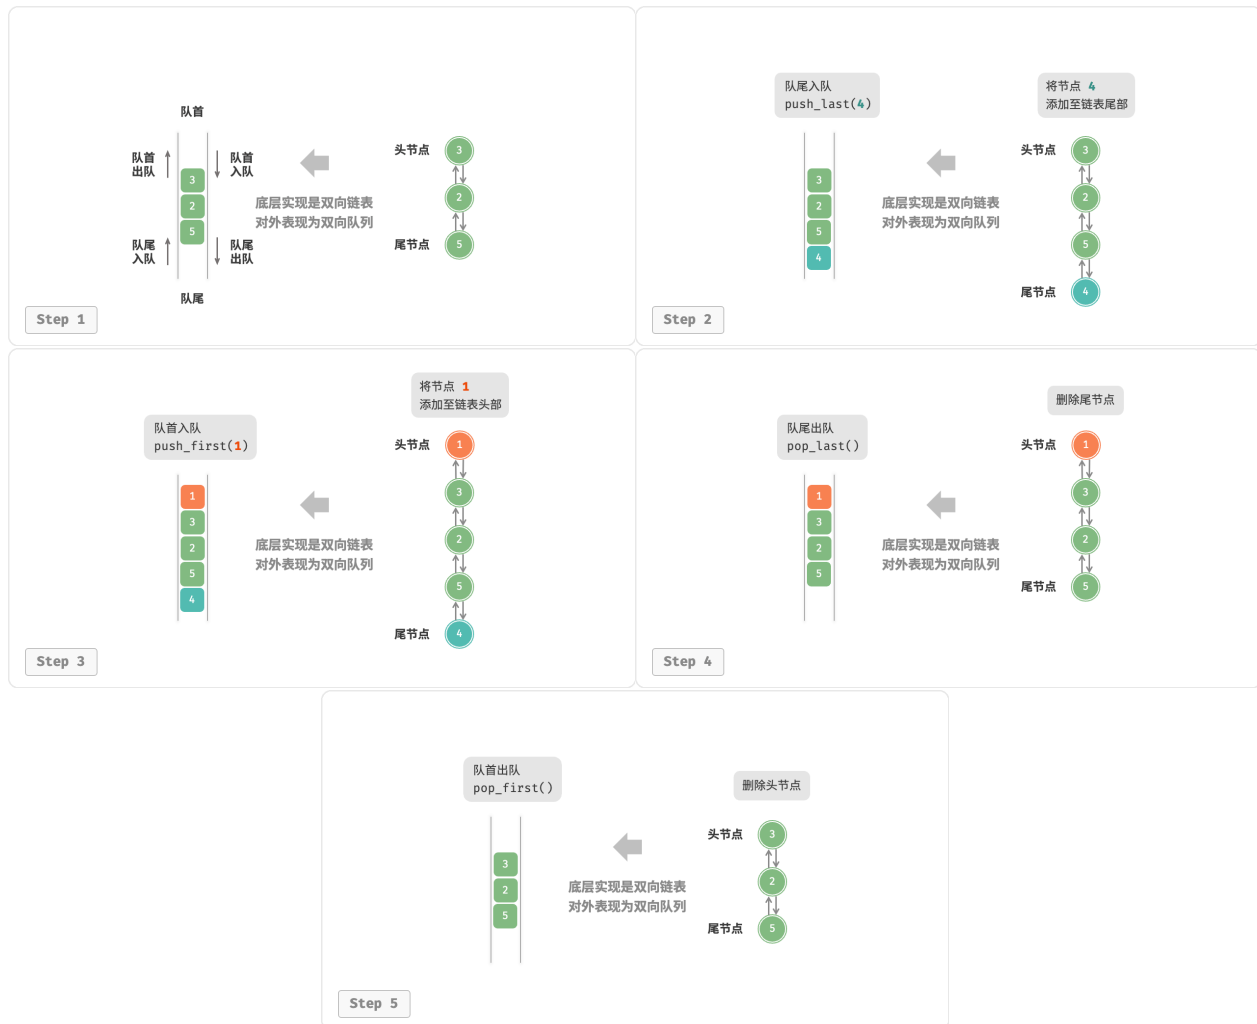 队首
队首
出队
队首
入队
3
2
5
队尾
入队
队尾
出队
队尾
底层实现是双向链表
对外表现为双向队列
头节点
3
2
尾节点
5
Step 1
队尾入队
push_last(4)
3
2
5
4
底层实现是双向链表
对外表现为双向队列
将节点 4
添加至链表尾部
头节点
3
2
5
尾节点
4
Step 2
队首入队
push_first(1)
1
3
2
5
4
底层实现是双向链表
对外表现为双向队列
将节点 1
添加至链表头部
头节点
1
3
2
5
尾节点
4
Step 3
队尾出队
pop_last()
1
3
2
5
底层实现是双向链表
对外表现为双向队列
删除尾节点
头节点
1
3
2
尾节点
5
Step 4
队首出队
pop_first()
3
2
5
底层实现是双向链表
对外表现为双向队列
删除头节点
头节点
3
2
尾节点
5
Step 5